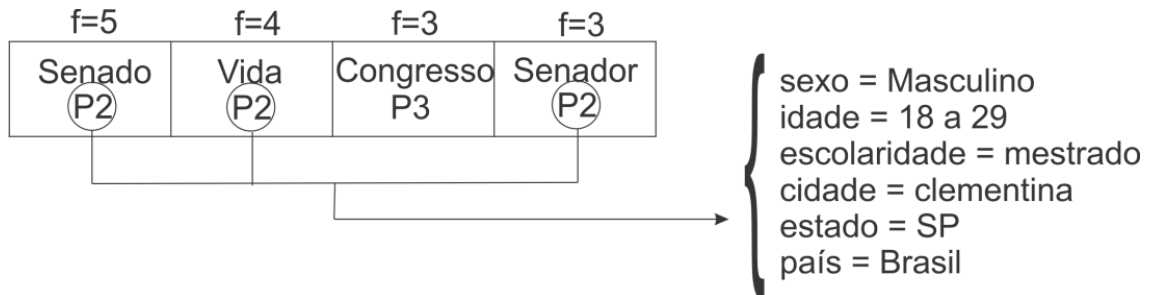 f=5 f=4 f=3 f=3
Senado Vida Congresso Senador
P2 P2 P3 P2
sexo = Masculino
idade = 18 a 29
escolaridade = mestrado
cidade = clementina
estado = SP
país = Brasil